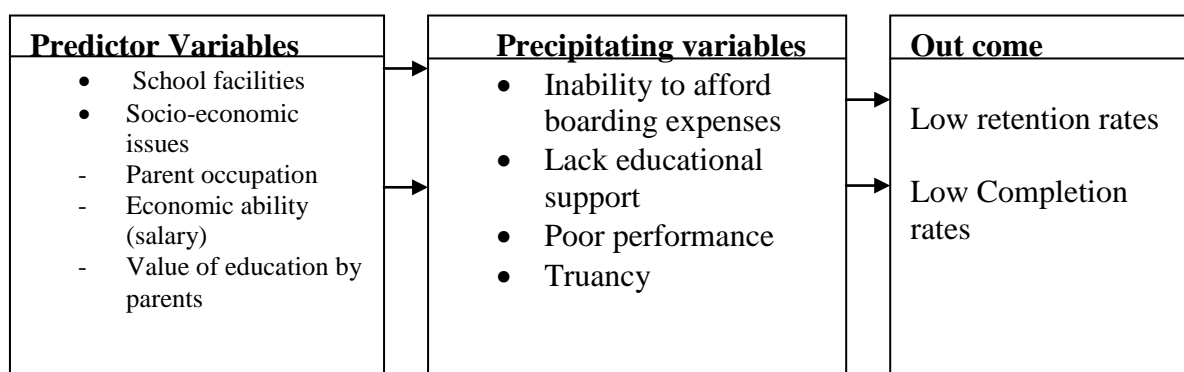 Predictor Variables
• School facilities
• Socio-economic
issues
- Parent occupation
- Economic ability
(salary)
- Value of education by
parents
Precipitating variables
• Inability to afford
boarding expenses
• Lack educational
support
• Poor performance
• Truancy
Out come
Low retention rates
Low Completion
rates